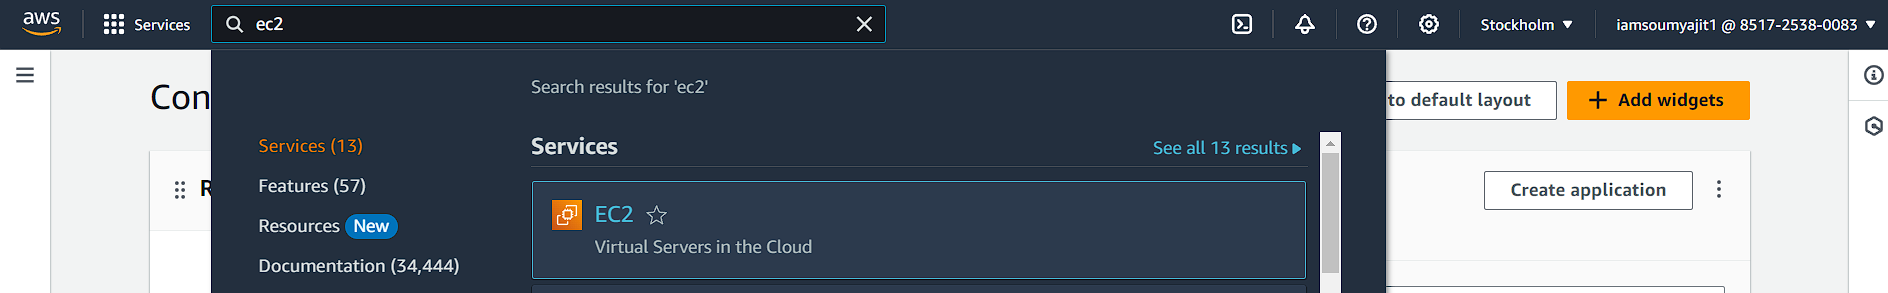 aws
Services
ec2
Stockholm
iamsoumyajit1 @ 8517-2538-0083
Con
Search results for 'ec2'
to default layout
Add widgets
Services (13)
Services
See all 13 results
Features (57)
R
Create application
Resources New
EC2
Virtual Servers in the Cloud
Documentation (34,444)